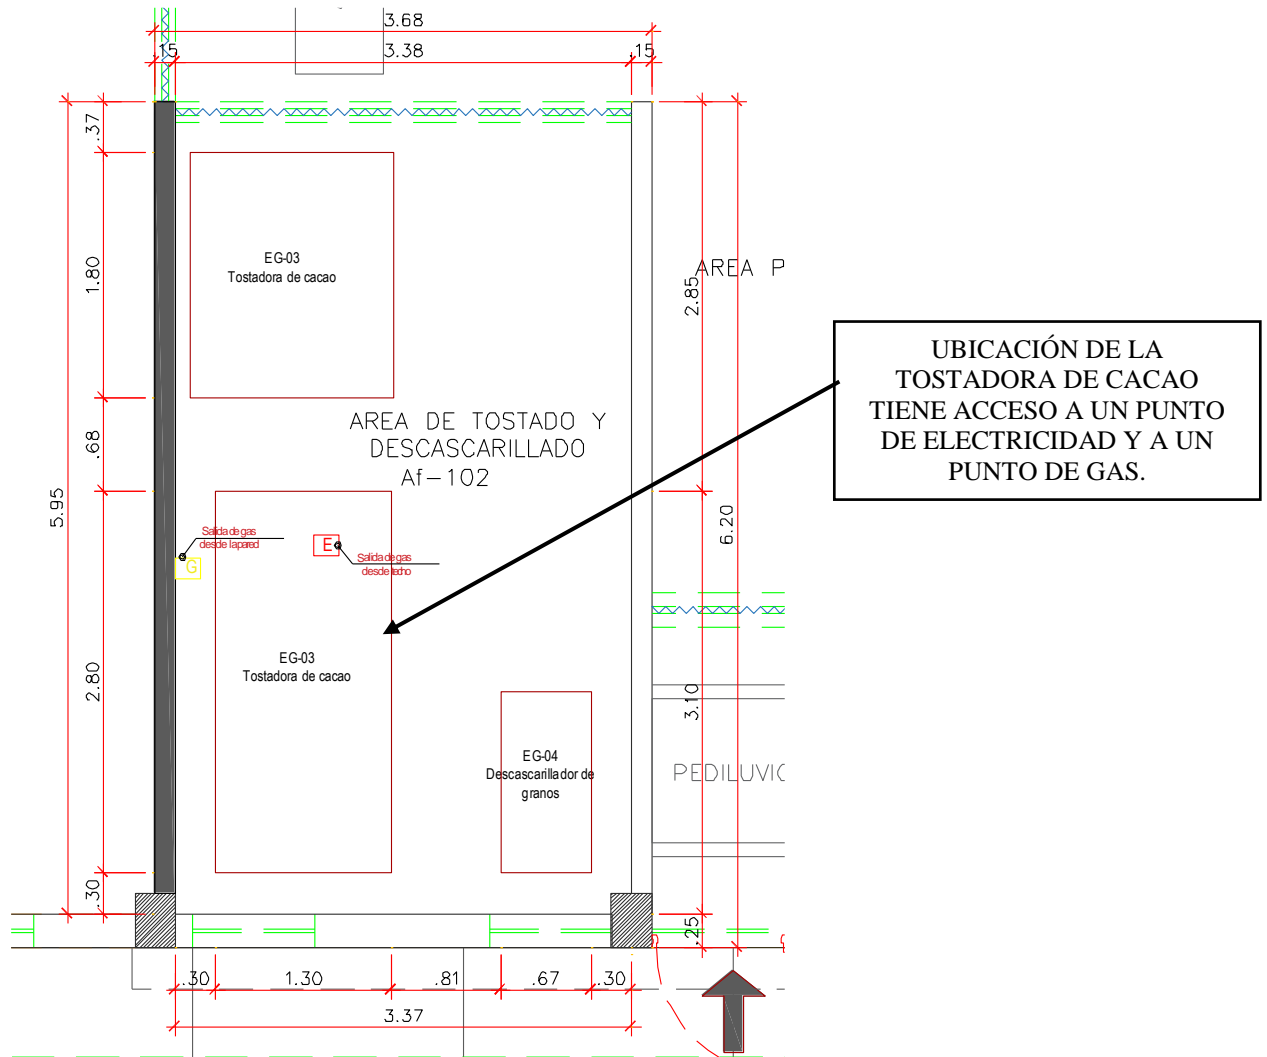 3.68
.15
3.38
.15
.37
1.80
EG-03
Tostadora de cacao
AREA P
2.85
UBICACIÓN DE LA
TOSTADORA DE CACAO
TIENE ACCESO A UN PUNTO
DE ELECTRICIDAD Y A UN
PUNTO DE GAS.
AREA DE TOSTADO Y
DESCASCARILLADO
Af-102
.68
5.95
6.20
Salida de gas
desde la pared
G
E
Salida de gas
desde techo
EG-03
Tostadora de cacao
2.80
3.10
EG-04
Descascarillador de
granos
PEDILUVIO
.30
.25
.30
1.30
.81
.67
.30
3.37